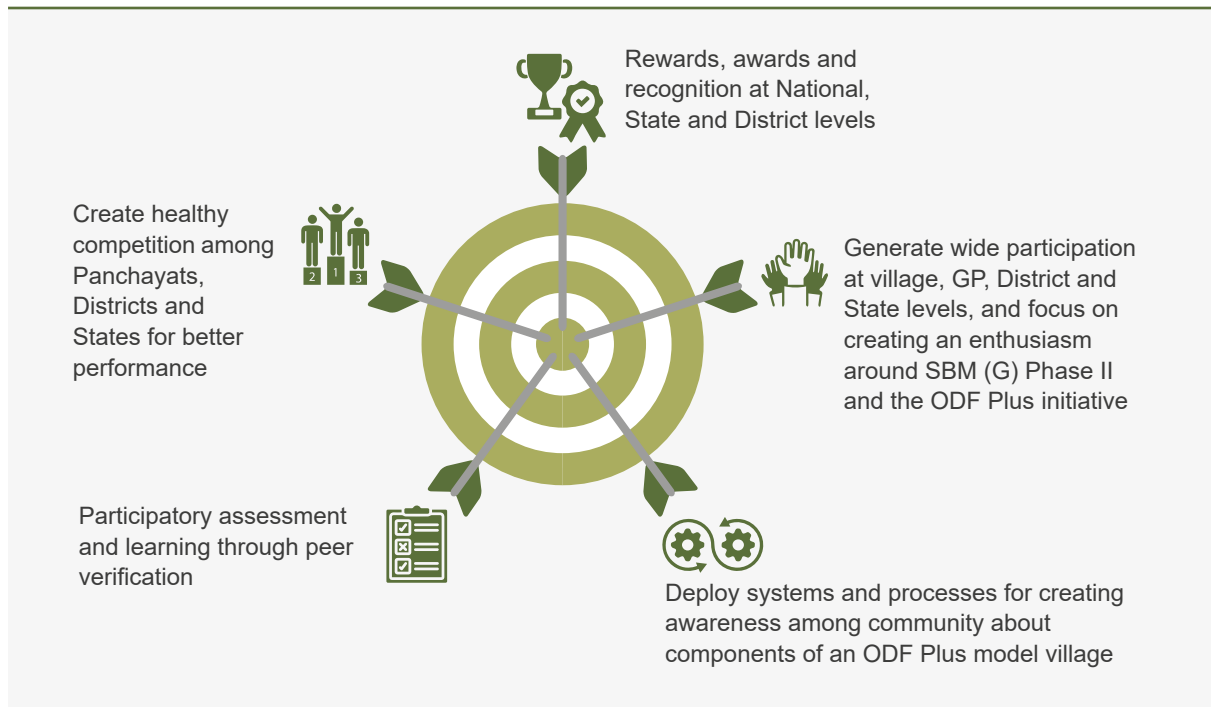 Rewards, awards and
recognition at National,
State and District levels
Create healthy
competition among
Panchayats,
Districts and
States for better
performance
2 1 3
Generate wide participation
at village, GP, District and
State levels, and focus on
creating an enthusiasm
around SBM (G) Phase II
and the ODF Plus initiative
Participatory assessment
and learning through peer
verification
Deploy systems and processes for creating
awareness among community about
components of an ODF Plus model village